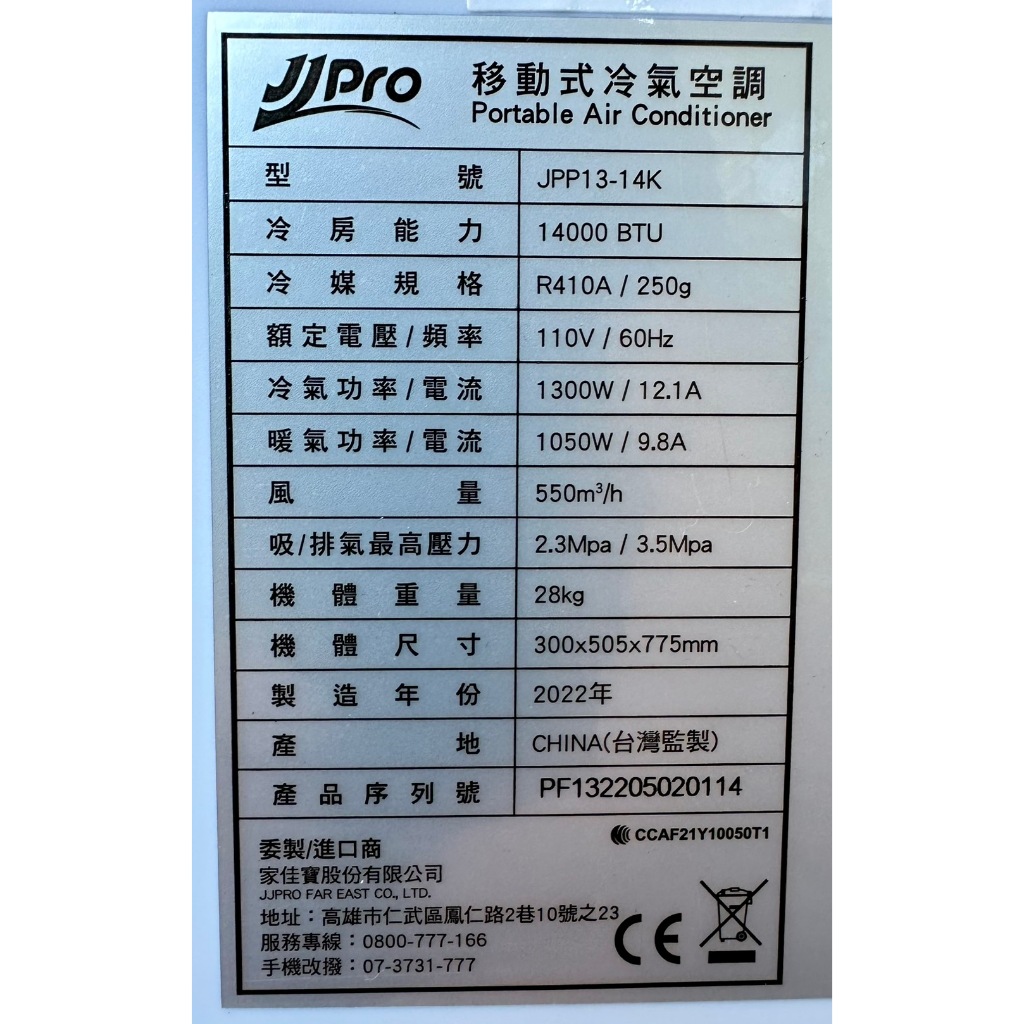 JJPro 移動式冷氣空調
Portable Air Conditioner
型號 JPP13-14K
冷房能力 14000 BTU
冷媒規格 R410A / 250g
額定電壓/頻率 110V / 60Hz
冷氣功率/電流 1300W / 12.1A
暖氣功率/電流 1050W / 9.8A
風量 550m³/h
吸/排氣最高壓力 2.3Mpa / 3.5Mpa
機體重量 28kg
機體尺寸 300x505x775mm
製造年份 2022年
產地 CHINA(台灣監製)
產品序列號 PF132205020114
CCAF21Y10050T1
委製/進口商
家佳寶股份有限公司
JJPRO FAR EAST CO., LTD.
地址：高雄市仁武區鳳仁路2巷10號之23
服務專線：0800-777-166
手機改撥：07-3731-777
CE